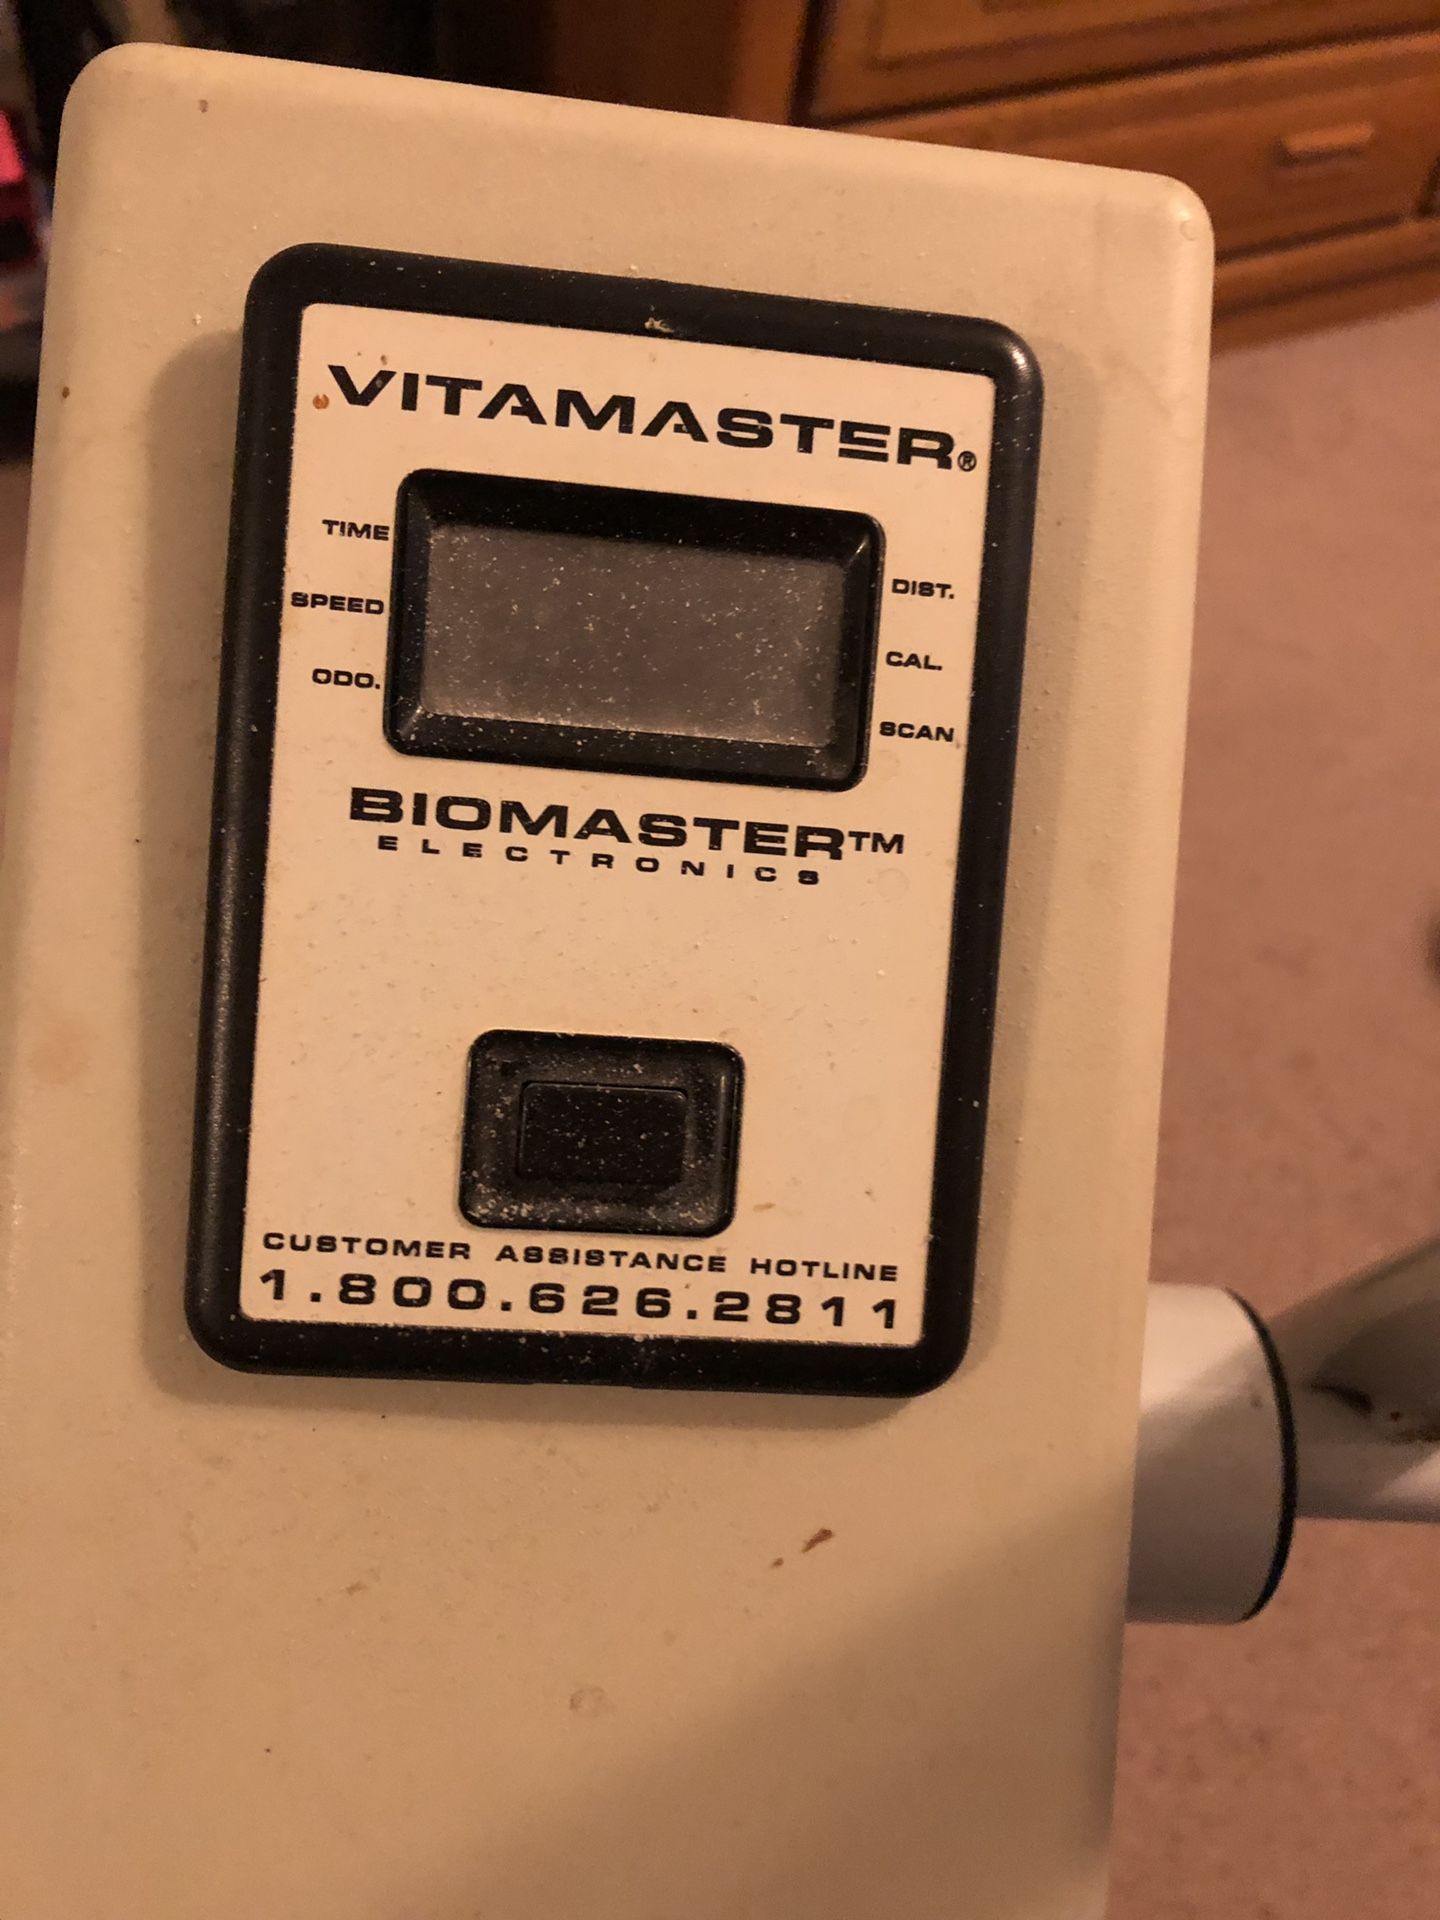 VITAMASTER®
TIME
SPEED
ODO.
DIST.
CAL.
SCAN
BIOMASTER™
ELECTRONICS
CUSTOMER ASSISTANCE HOTLINE
1.800.626.2811